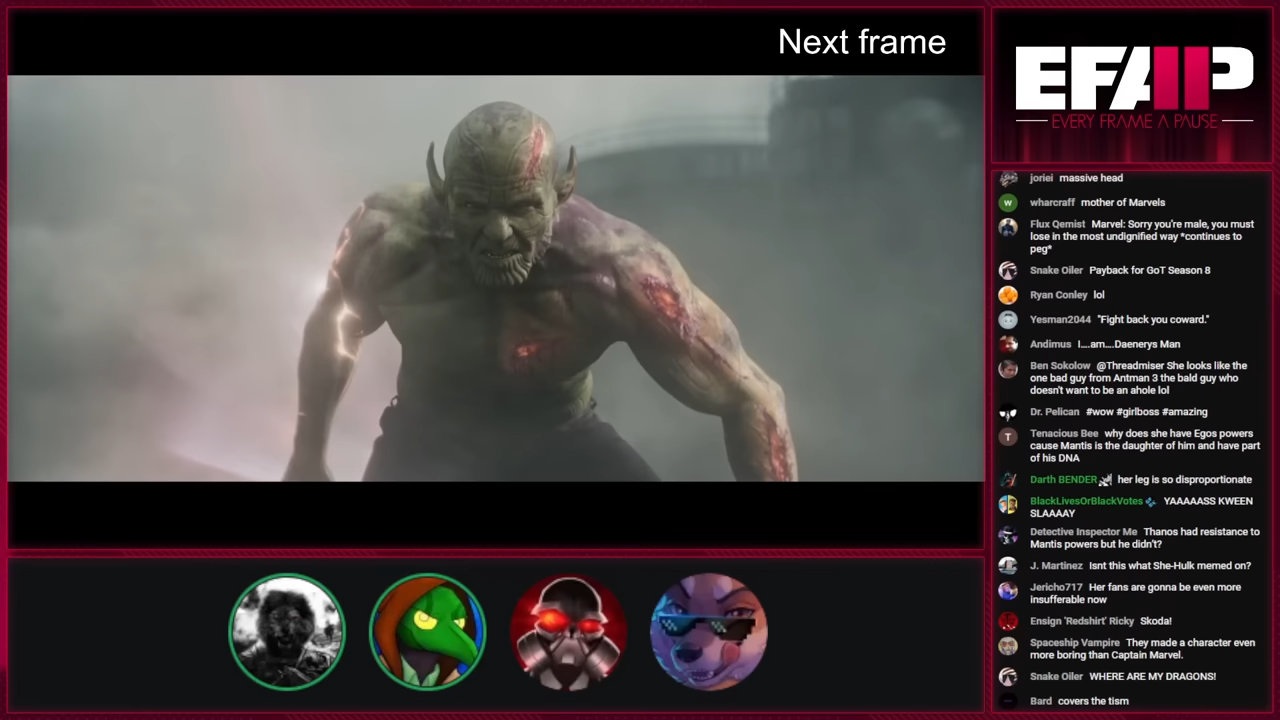 Next frame
EFAP
EVERY FRAME A PAUSE
joriei massive head
W
wharcraff mother of Marvels
Flux Qemist Marvel: Sorry you're male, you must
lose in the most undignified way *continues to
peg*
Snake Oiler Payback for GoT Season 8
Ryan Conley lol
Yesman2044 "Fight back you coward."
Andimus I....am....Daenerys Man
Ben Sokolow @Threadmiser She looks like the
one bad guy from Antman 3 the bald guy who
doesn't want to be an ahole lol
Dr. Pelican #wow #girlboss #amazing
T
Tenacious Bee why does she have Egos powers
cause Mantis is the daughter of him and have part
of his DNA
Darth BENDER her leg is so disproportionate
BlackLivesOrBlackVotes YAAAAASS KWEEN
SLAAAAY
Detective Inspector Me Thanos had resistance to
Mantis powers but he didn't?
J. Martinez Isnt this what She-Hulk memed on?
Jericho717 Her fans are gonna be even more
insufferable now
Ensign 'Redshirt' Ricky Skoda!
Spaceship Vampire They made a character even
more boring than Captain Marvel.
Snake Oiler WHERE ARE MY DRAGONS!
Bard covers the tism